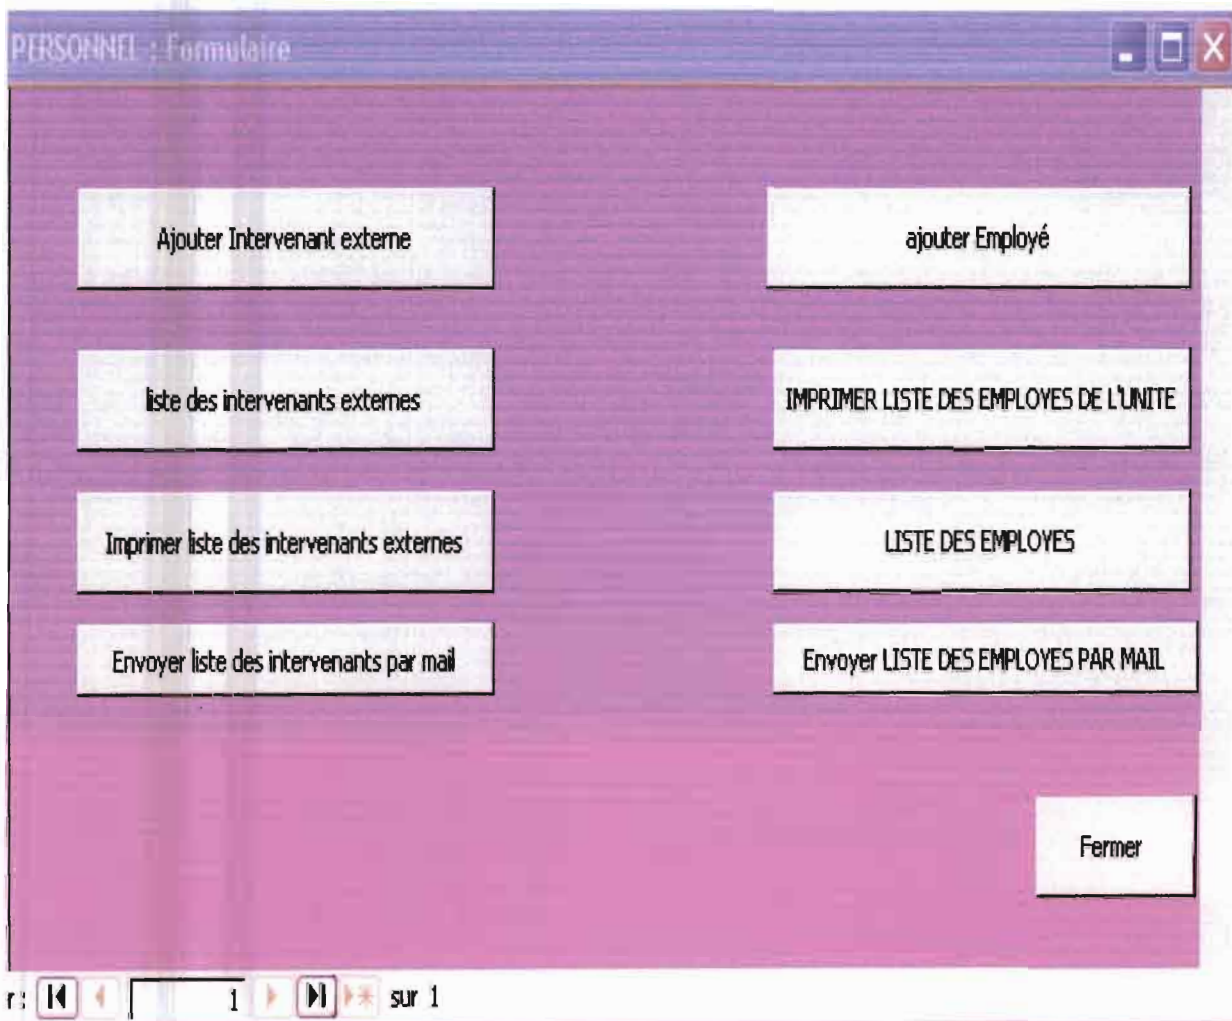 PERSONNEL : Formulaire
Ajouter Intervenant externe
ajouter Employé
liste des intervenants externes
IMPRIMER LISTE DES EMPLOYES DE L'UNITE
Imprimer liste des intervenants externes
LISTE DES EMPLOYES
Envoyer liste des intervenants par mail
Envoyer LISTE DES EMPLOYES PAR MAIL
Fermer
r : 1 sur 1